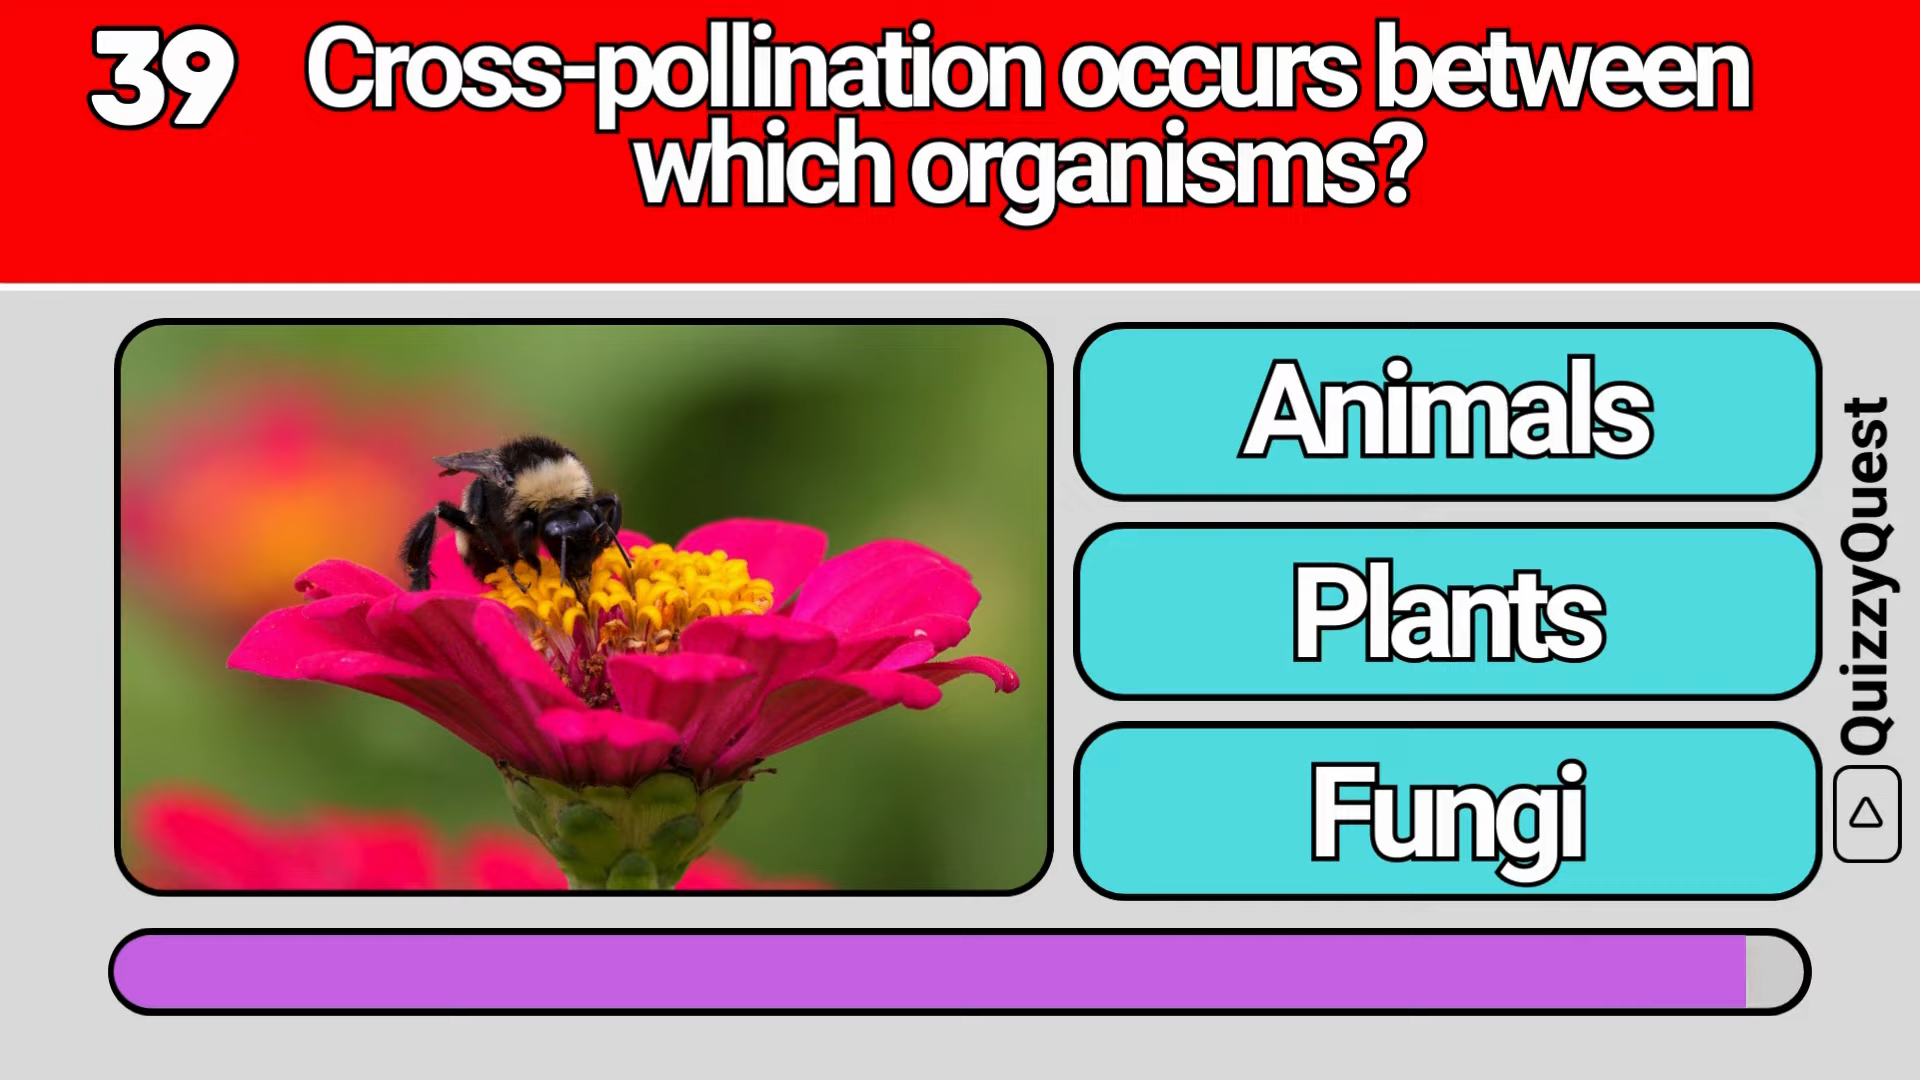 39
Cross-pollination occurs between
which organisms?
Animals
Plants
Fungi
QuizzyQuest